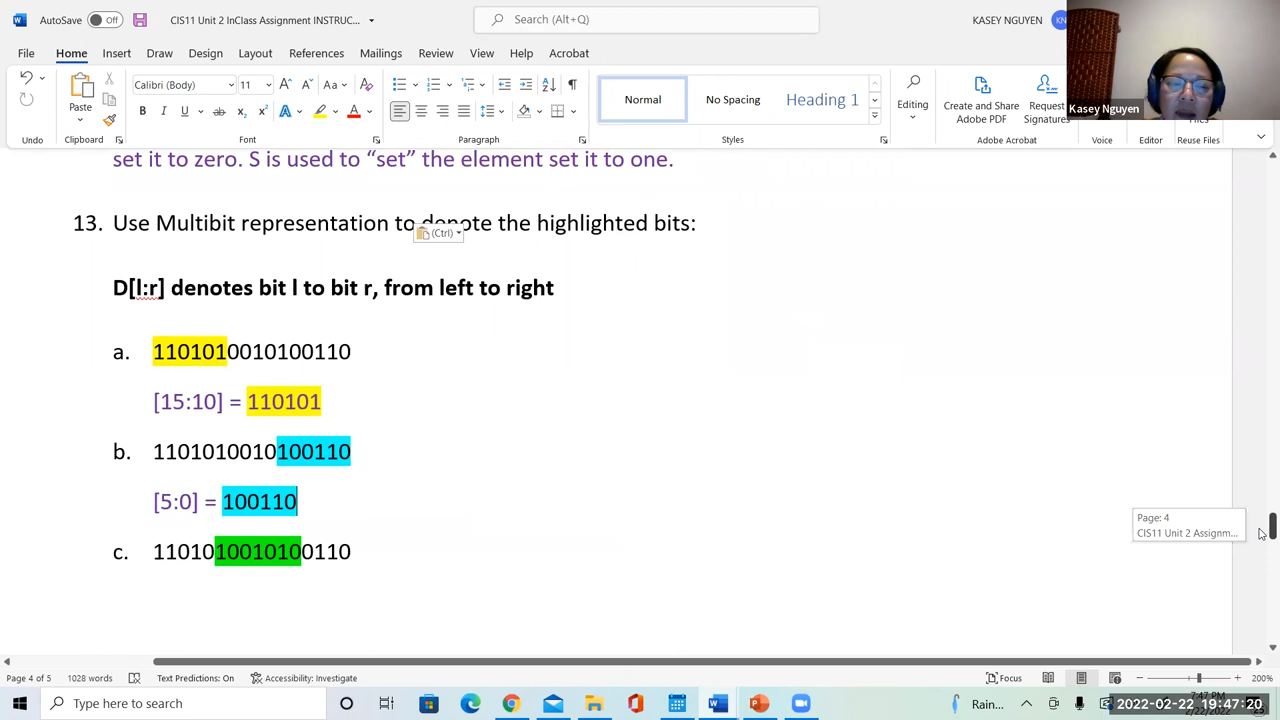 AutoSave
Off
CIS11 Unit 2 InClass Assignment INSTRUC...
Search (Alt+Q)
KASEY NGUYEN
KN
File Home Insert Draw Design Layout References Mailings Review View Help Acrobat
Calibri (Body) 11
Paste
Normal
No Spacing
Heading 1
Editing
Create and Share
Adobe PDF
Request
Signatures
Kasey Nguyen
Undo Clipboard Font Paragraph Styles Adobe Acrobat Voice Editor Reuse Files
set it to zero. S is used to “set” the element set it to one.
13. Use Multibit representation to denote the highlighted bits:
(Ctrl)
D[l:r] denotes bit l to bit r, from left to right
a. 1101010010100110
[15:10] = 110101
b. 1101010010100110
[5:0] = 100110
Page: 4
CIS11 Unit 2 Assignm...
c. 1101010010100110
Page 4 of 5 1028 words Text Predictions: On Accessibility: Investigate Focus 200%
Type here to search
Rain...
2022-02-22 19:47:20